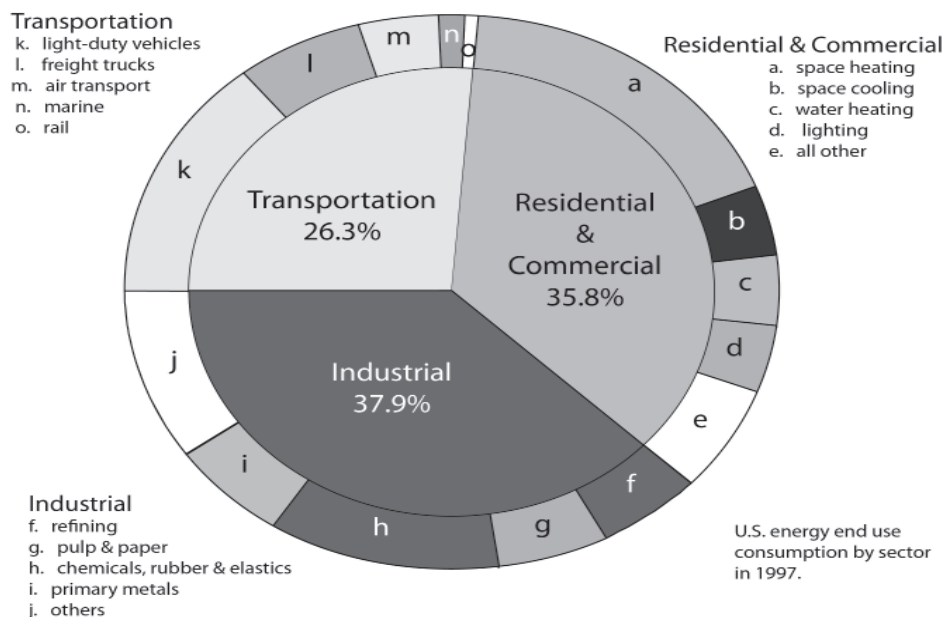 Transportation
k. light-duty vehicles
l. freight trucks
m. air transport
n. marine
o. rail
Residential & Commercial
a. space heating
b. space cooling
c. water heating
d. lighting
e. all other
k
l
m
n
o
a
b
c
d
e
f
g
h
i
j
Transportation
26.3%
Residential
&
Commercial
35.8%
Industrial
37.9%
Industrial
f. refining
g. pulp & paper
h. chemicals, rubber & elastics
i. primary metals
j. others
U.S. energy end use
consumption by sector
in 1997.